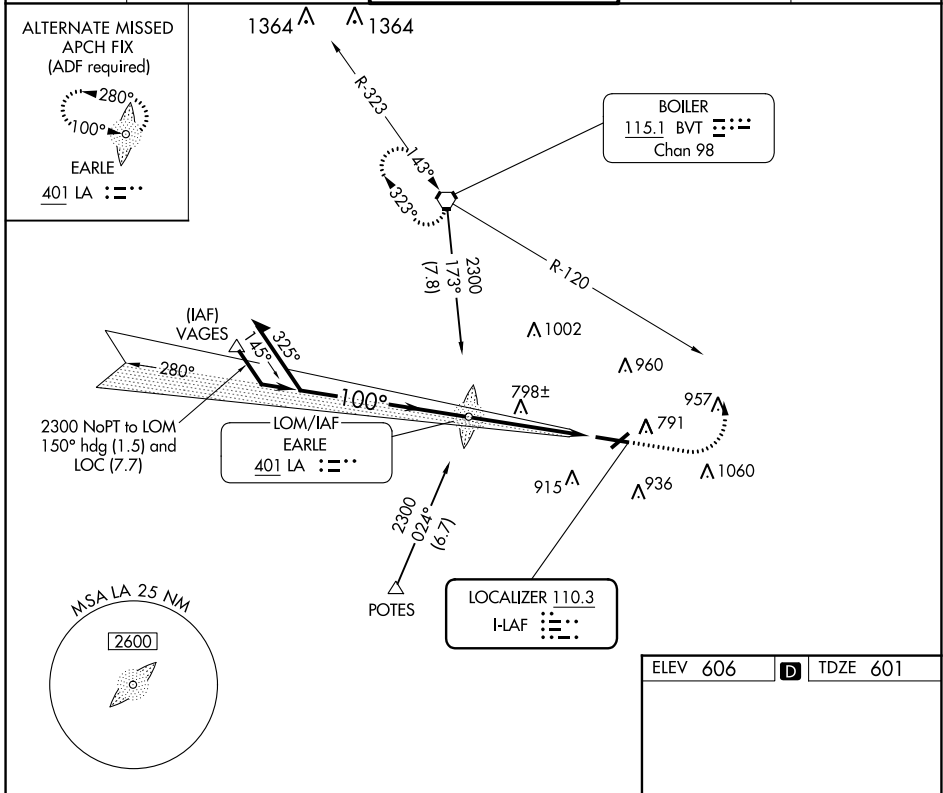 ALTERNATE MISSED
APCH FIX
(ADF required)
280°
100°
EARLE
401 LA
1364
1364
R-323
BOILER
115.1 BVT
Chan 98
143°
323°
2300
173°
(7.8)
R-120
1002
960
(IAF)
VAGES
145°
325°
280°
100°
798±
957
791
2300 NoPT to LOM
150° hdg (1.5) and
LOC (7.7)
LOM/IAF
EARLE
401 LA
915
936
1060
2300
024°
(6.7)
POTES
LOCALIZER 110.3
I-LAF
MSA LA 25 NM
2600
ELEV 606
D
TDZE 601